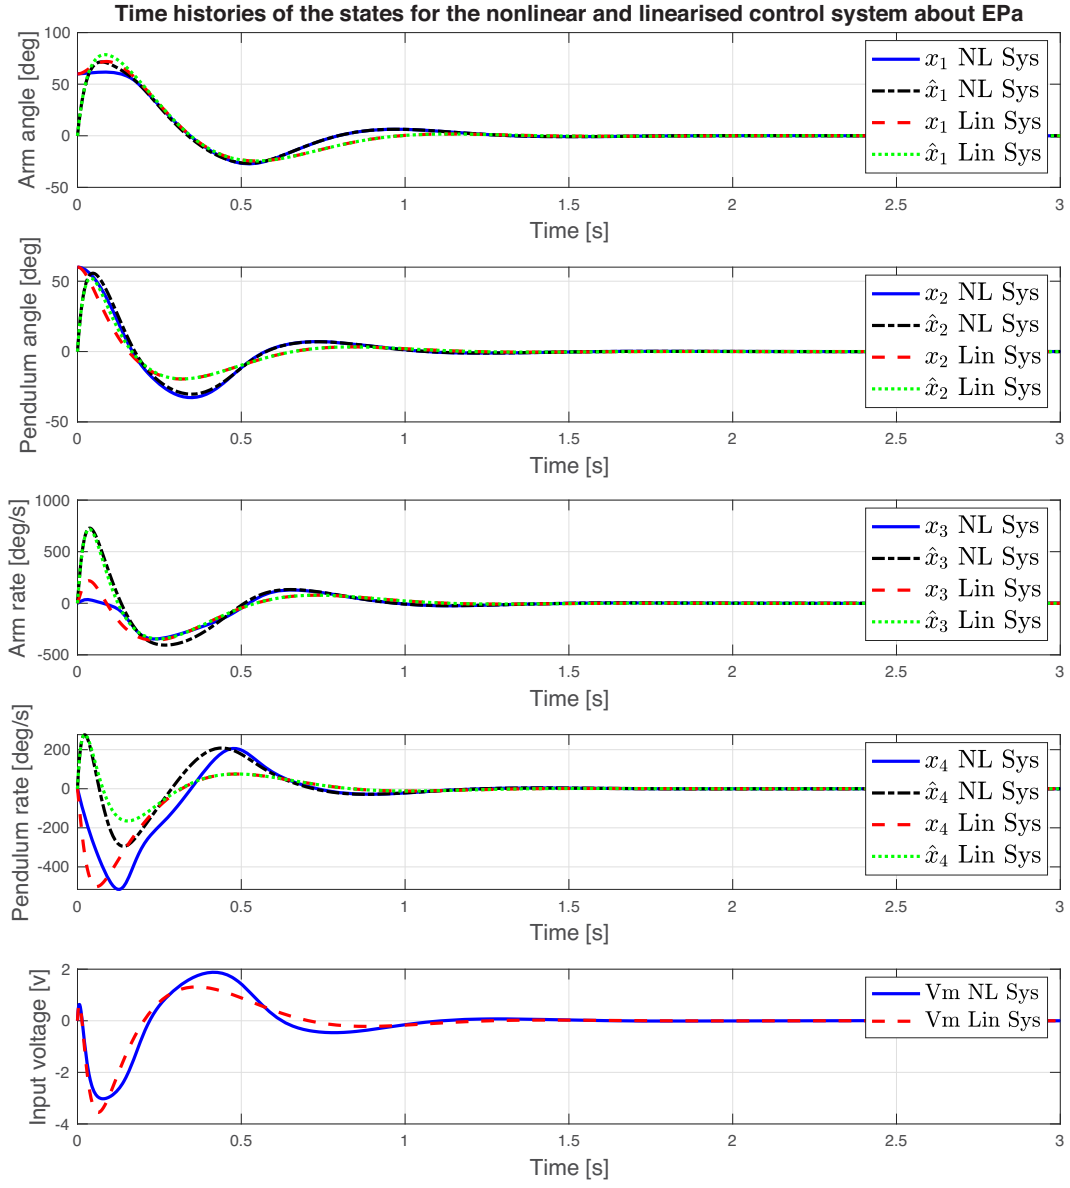 Time histories of the states for the nonlinear and linearised control system about EPa
Arm angle [deg]
100
50
0
-50
x₁ NL Sys
x̂₁ NL Sys
x₁ Lin Sys
x̂₁ Lin Sys
0 0.5 1 1.5 2 2.5 3
Time [s]
Pendulum angle [deg]
50
0
-50
x₂ NL Sys
x̂₂ NL Sys
x₂ Lin Sys
x̂₂ Lin Sys
0 0.5 1 1.5 2 2.5 3
Time [s]
Arm rate [deg/s]
1000
500
0
-500
x₃ NL Sys
x̂₃ NL Sys
x₃ Lin Sys
x̂₃ Lin Sys
0 0.5 1 1.5 2 2.5 3
Time [s]
Pendulum rate [deg/s]
200
0
-200
-400
x₄ NL Sys
x̂₄ NL Sys
x₄ Lin Sys
x̂₄ Lin Sys
0 0.5 1 1.5 2 2.5 3
Time [s]
Input voltage [v]
2
0
-2
-4
Vm NL Sys
Vm Lin Sys
0 0.5 1 1.5 2 2.5 3
Time [s]